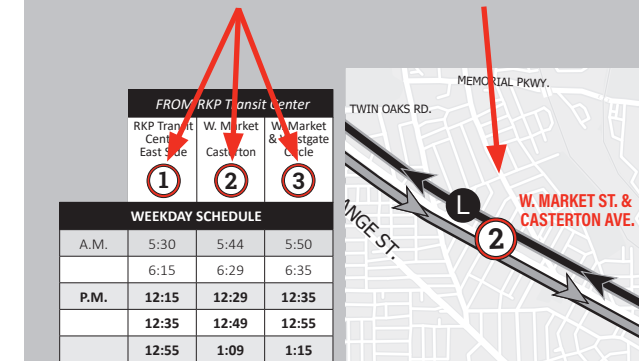 FROM RKP Transit Center
RKP Transit W. Market W. Market
Center & Westgate
East Side Casterton Circle
1 2 3
WEEKDAY SCHEDULE
A.M. 5:30 5:44 5:50
6:15 6:29 6:35
P.M. 12:15 12:29 12:35
12:35 12:49 12:55
12:55 1:09 1:15
MEMORIAL PKWY.
TWIN OAKS RD.
L
W. MARKET ST. &
CASTERTON AVE.
2
ST.